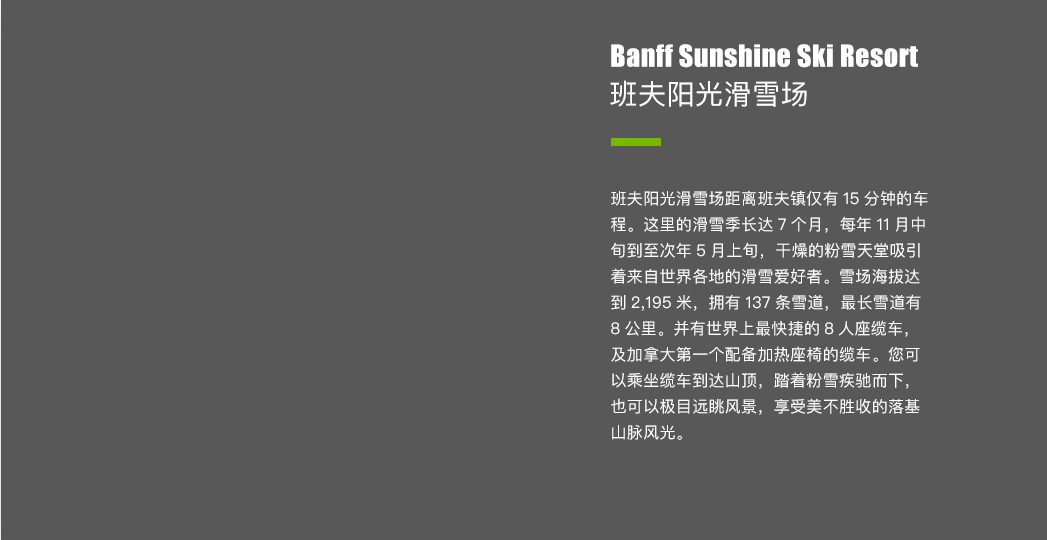 Banff Sunshine Ski Resort
班夫阳光滑雪场
班夫阳光滑雪场距离班夫镇仅有 15 分钟的车
程。这里的滑雪季长达 7 个月，每年 11 月中
旬到至次年 5 月上旬，干燥的粉雪天堂吸引
着来自世界各地的滑雪爱好者。雪场海拔达
到 2,195 米，拥有 137 条雪道，最长雪道有
8 公里。并有世界上最快捷的 8 人座缆车，
及加拿大第一个配备加热座椅的缆车。您可
以乘坐缆车到达山顶，踏着粉雪疾驰而下，
也可以极目远眺风景，享受美不胜收的落基
山脉风光。